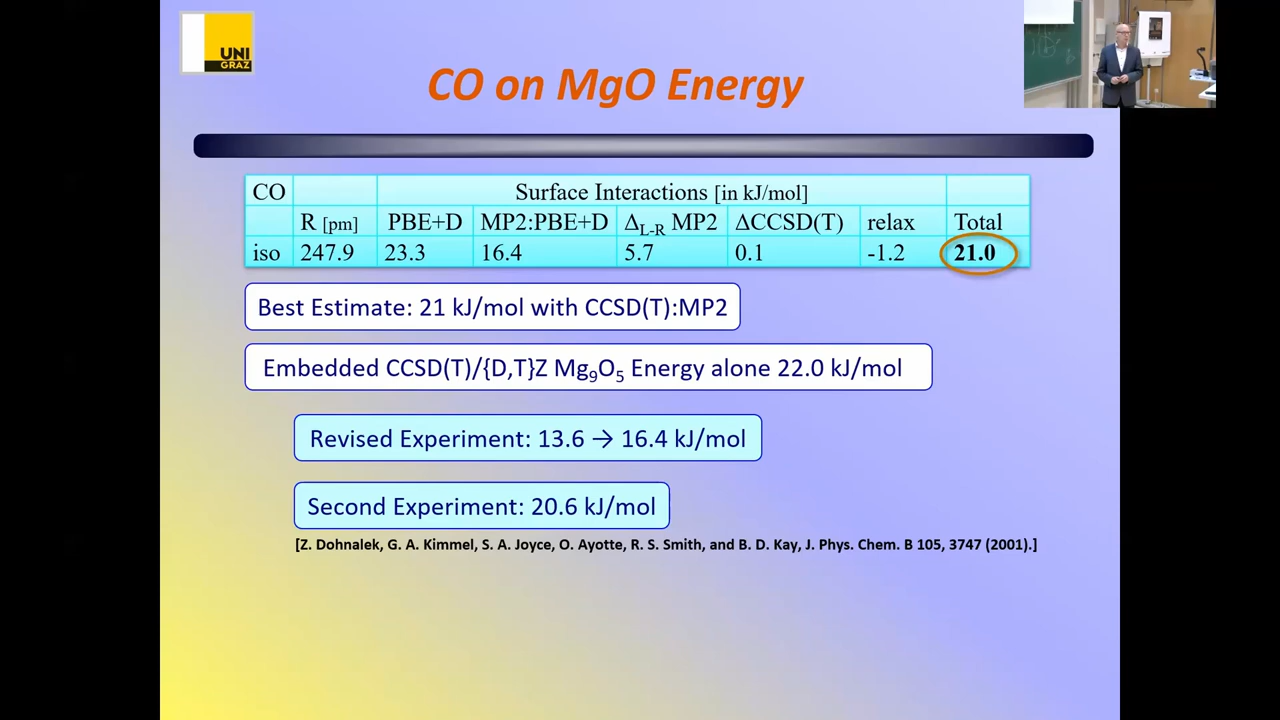 UNI
GRAZ
CO on MgO Energy
CO Surface Interactions [in kJ/mol]
R [pm] PBE+D MP2:PBE+D ΔL-R MP2 ΔCCSD(T) relax Total
iso 247.9 23.3 16.4 5.7 0.1 -1.2 21.0
Best Estimate: 21 kJ/mol with CCSD(T):MP2
Embedded CCSD(T)/{D,T}Z Mg9O5 Energy alone 22.0 kJ/mol
Revised Experiment: 13.6 → 16.4 kJ/mol
Second Experiment: 20.6 kJ/mol
[Z. Dohnalek, G. A. Kimmel, S. A. Joyce, O. Ayotte, R. S. Smith, and B. D. Kay, J. Phys. Chem. B 105, 3747 (2001).]